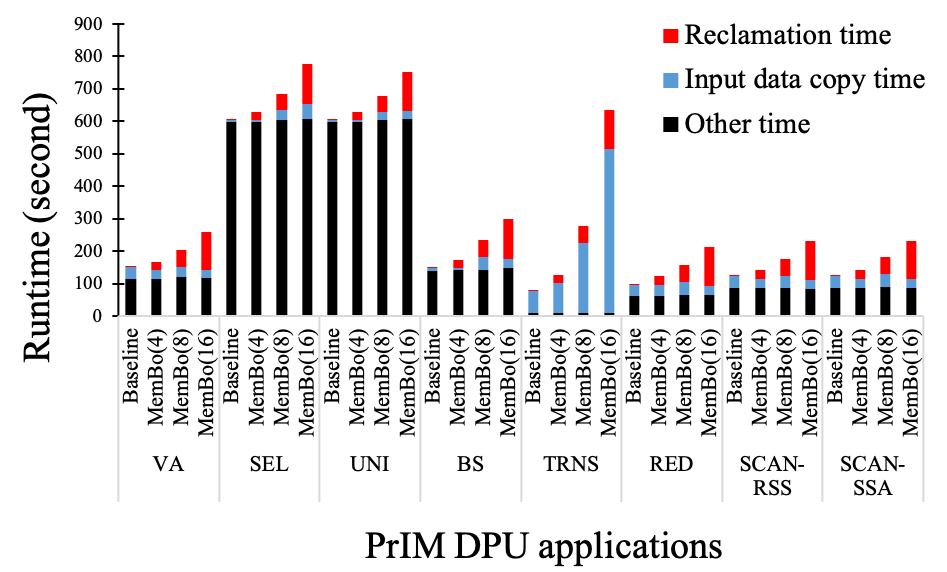 900
800
700
600
500
400
300
200
100
0
Runtime (second)
Reclamation time
Input data copy time
Other time
Baseline MemBo(4) MemBo(8) MemBo(16) Baseline MemBo(4) MemBo(8) MemBo(16) Baseline MemBo(4) MemBo(8) MemBo(16) Baseline MemBo(4) MemBo(8) MemBo(16) Baseline MemBo(4) MemBo(8) MemBo(16) Baseline MemBo(4) MemBo(8) MemBo(16) Baseline MemBo(4) MemBo(8) MemBo(16) Baseline MemBo(4) MemBo(8) MemBo(16)
VA SEL UNI BS TRNS RED SCAN- SCAN-
RSS SSA
PrIM DPU applications